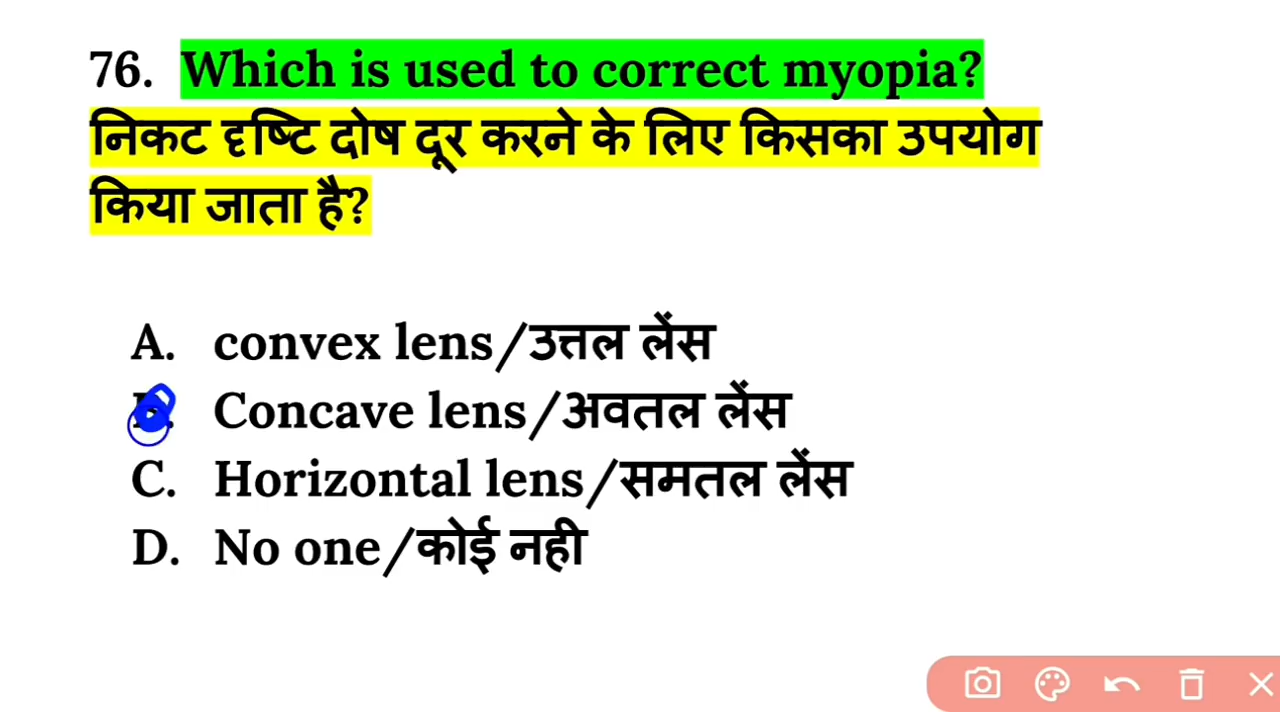 76. Which is used to correct myopia?
निकट दृष्टि दोष दूर करने के लिए किसका उपयोग
किया जाता है?
A. convex lens/उत्तल लेंस
B. Concave lens/अवतल लेंस
C. Horizontal lens/समतल लेंस
D. No one/कोई नही